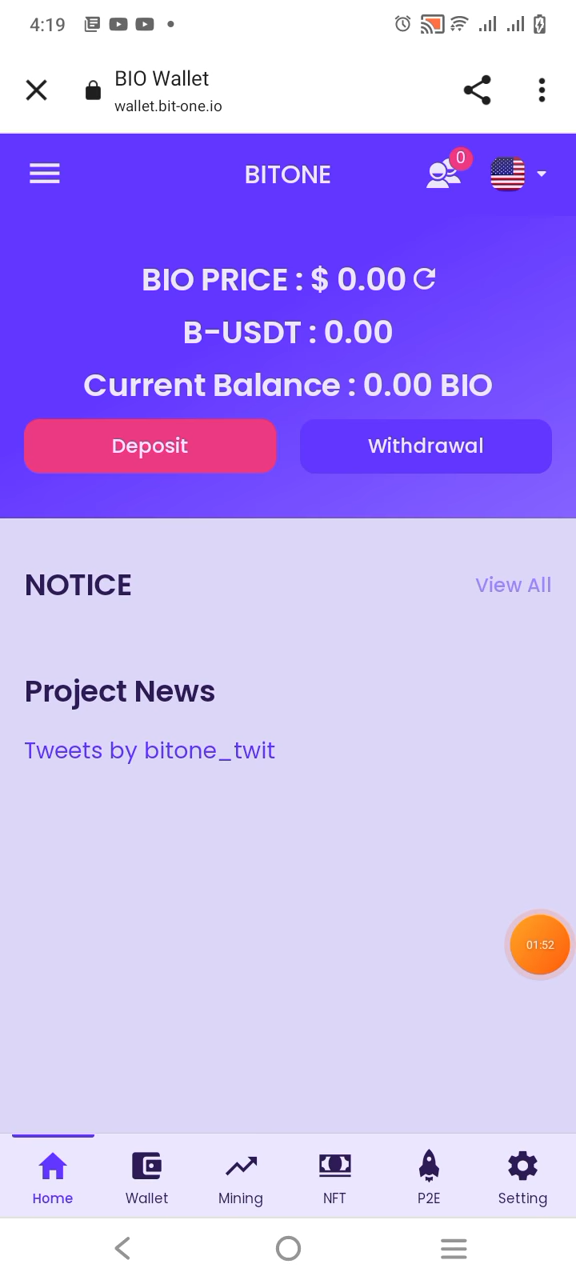 4:19
BIO Wallet
wallet.bit-one.io
BITONE
0
BIO PRICE : $ 0.00
B-USDT : 0.00
Current Balance : 0.00 BIO
Deposit Withdrawal
NOTICE View All
Project News
Tweets by bitone_twit
01:52
Home Wallet Mining NFT P2E Setting